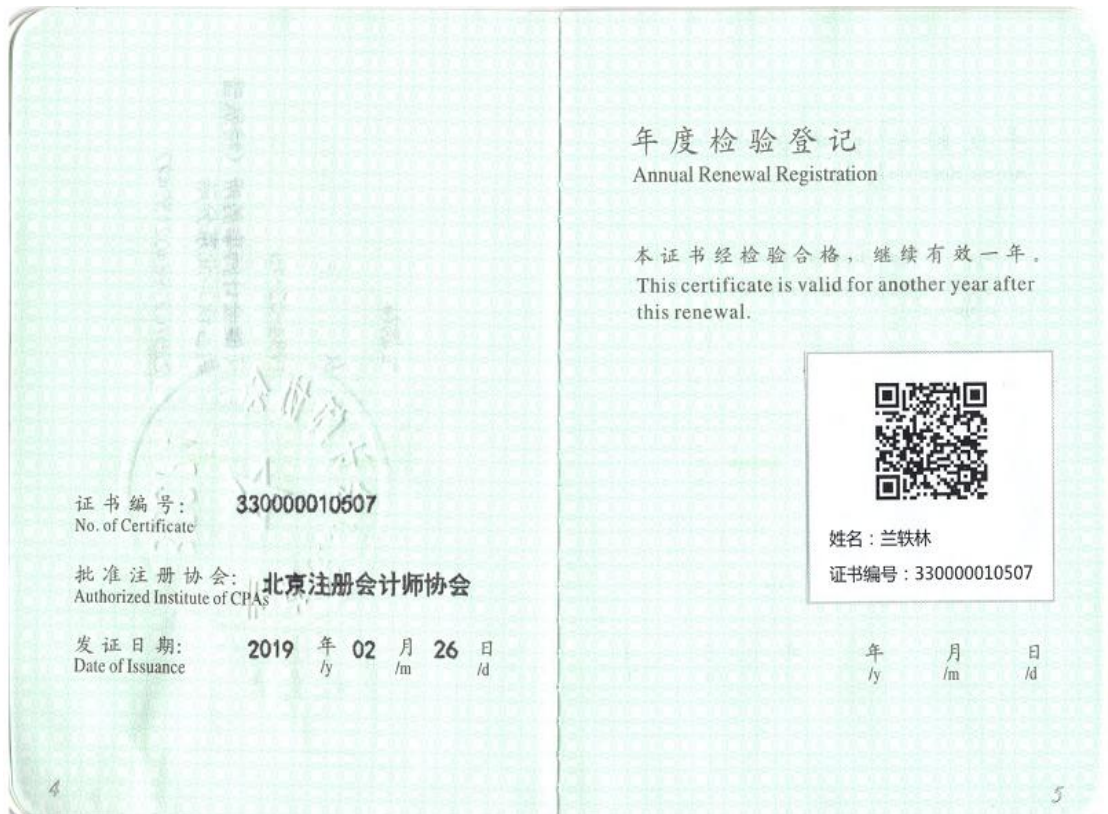 证书编号: 330000010507
No. of Certificate
批准注册协会: 北京注册会计师协会
Authorized Institute of CPAs
发证日期: 2019 年 02 月 26 日
Date of Issuance /y /m /d
4
年度检验登记
Annual Renewal Registration
本证书经检验合格，继续有效一年。
This certificate is valid for another year after
this renewal.
姓名：兰轶林
证书编号：330000010507
年 月 日
/y /m /d
5